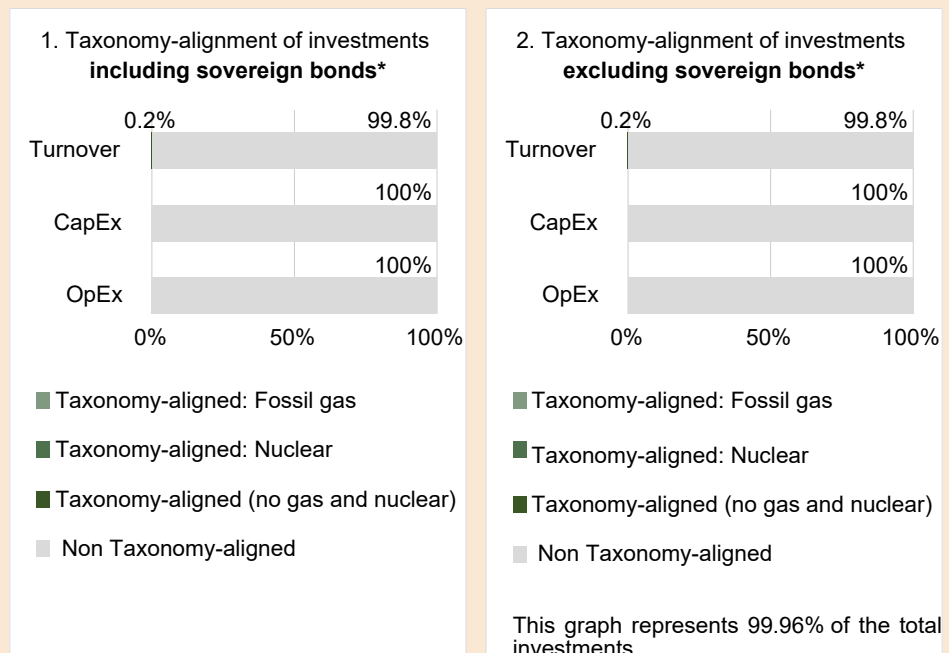 1. Taxonomy-alignment of investments
including sovereign bonds*
0.2% 99.8%
Turnover
100%
CapEx
100%
OpEx
0% 50% 100%
Taxonomy-aligned: Fossil gas
Taxonomy-aligned: Nuclear
Taxonomy-aligned (no gas and nuclear)
Non Taxonomy-aligned
2. Taxonomy-alignment of investments
excluding sovereign bonds*
0.2% 99.8%
Turnover
100%
CapEx
100%
OpEx
0% 50% 100%
Taxonomy-aligned: Fossil gas
Taxonomy-aligned: Nuclear
Taxonomy-aligned (no gas and nuclear)
Non Taxonomy-aligned
This graph represents 99.96% of the total
investments